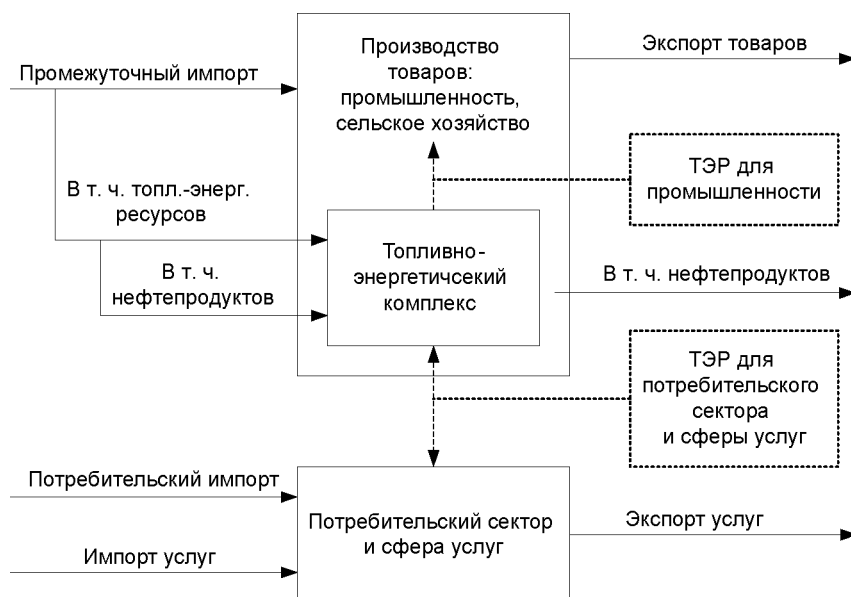 Производство
товаров:
промышленность,
сельское хозяйство
Экспорт товаров
Промежуточный импорт
ТЭР для
промышленности
В т. ч. топл.-энерг.
ресурсов
Топливно-
энергетичсекий
комплекс
В т. ч.
нефтепродуктов
В т. ч. нефтепродуктов
ТЭР для
потребительского
сектора
и сферы услуг
Потребительский импорт
Потребительский сектор
и сфера услуг
Экспорт услуг
Импорт услуг